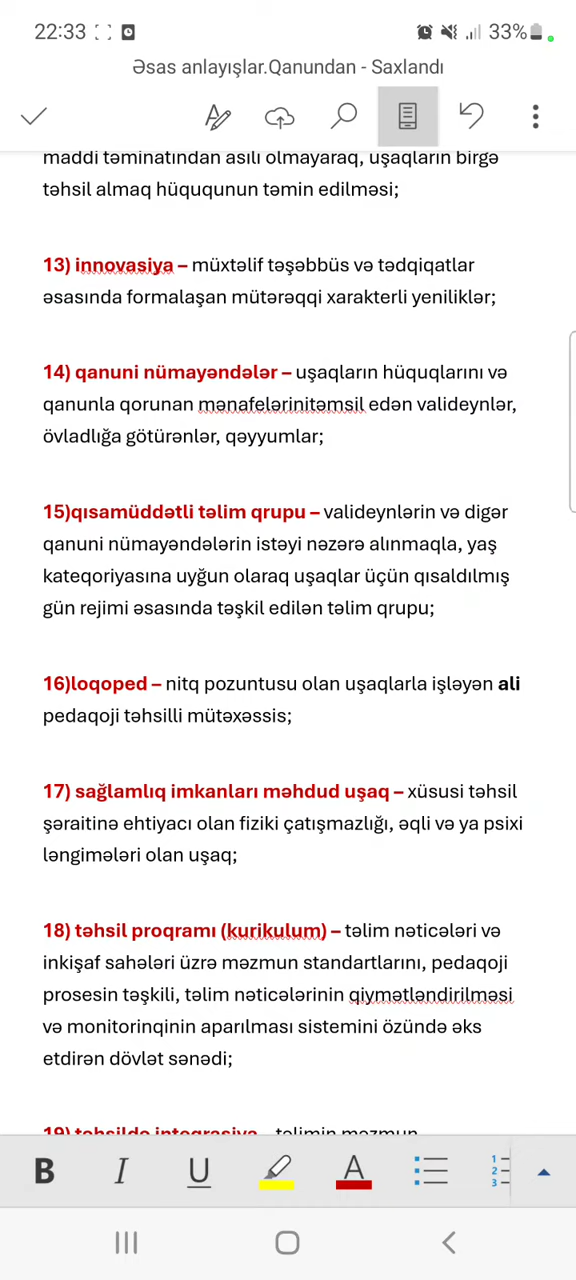 22:33
33%
Əsas anlayışlar.Qanundan - Saxlandı
maddi təminatından asılı olmayaraq, uşaqların birgə
təhsil almaq hüququnun təmin edilməsi;
13) innovasiya – müxtəlif təşəbbüs və tədqiqatlar
əsasında formalaşan mütərəqqi xarakterli yeniliklər;
14) qanuni nümayəndələr – uşaqların hüquqlarını və
qanunla qorunan mənafelərinitəmsil edən valideynlər,
övladlığa götürənlər, qəyyumlar;
15)qısamüddətli təlim qrupu – valideynlərin və digər
qanuni nümayəndələrin istəyi nəzərə alınmaqla, yaş
kateqoriyasına uyğun olaraq uşaqlar üçün qısaldılmış
gün rejimi əsasında təşkil edilən təlim qrupu;
16)loqoped – nitq pozuntusu olan uşaqlarla işləyən ali
pedaqoji təhsilli mütəxəssis;
17) sağlamlıq imkanları məhdud uşaq – xüsusi təhsil
şəraitinə ehtiyacı olan fiziki çatışmazlığı, əqli və ya psixi
ləngimələri olan uşaq;
18) təhsil proqramı (kurikulum) – təlim nəticələri və
inkişaf sahələri üzrə məzmun standartlarını, pedaqoji
prosesin təşkili, təlim nəticələrinin qiymətləndirilməsi
və monitorinqinin aparılması sistemini özündə əks
etdirən dövlət sənədi;
19) təhsildə inteqrasiya – təlimin məzmun
B I U A